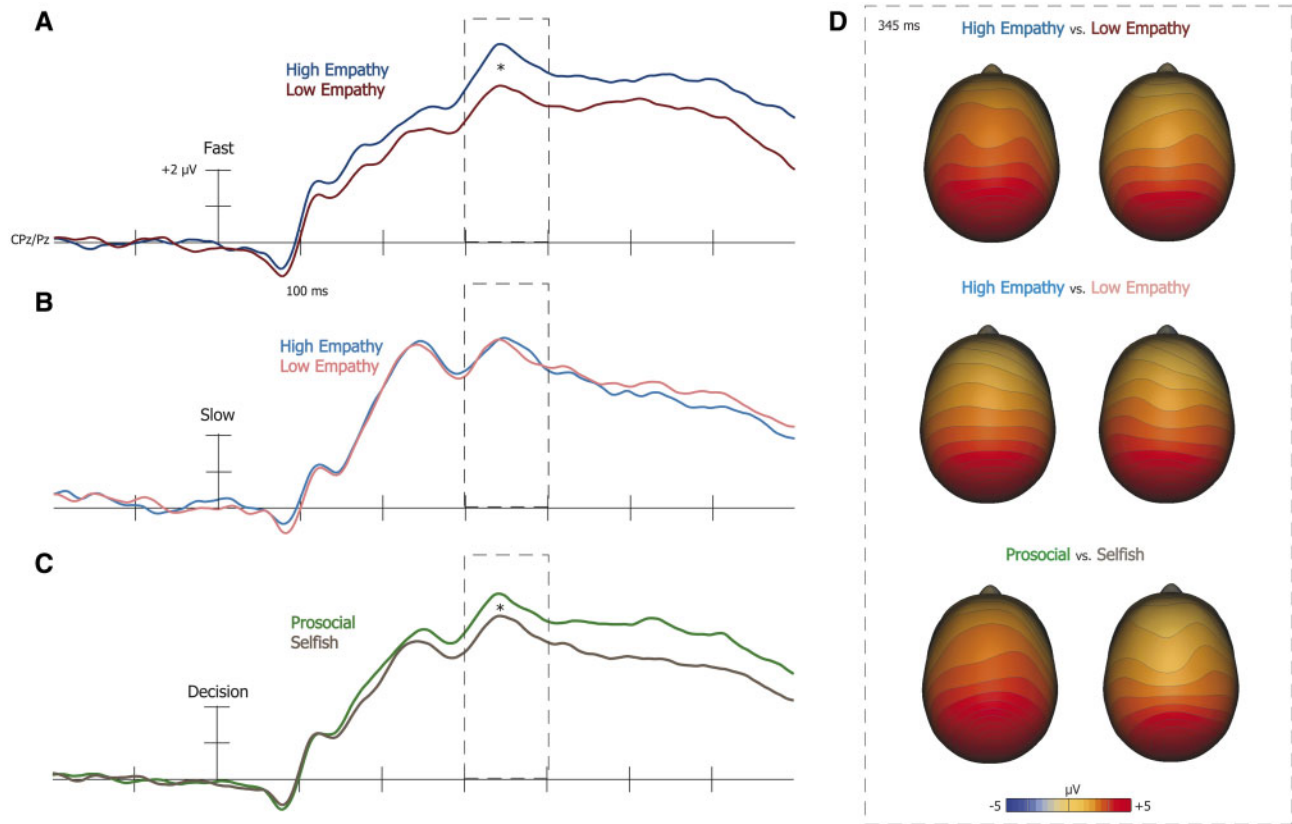 A
High Empathy
Low Empathy
*
Fast
+2 µV
CPz/Pz
100 ms
B
High Empathy
Low Empathy
Slow
C
Prosocial
Selfish
*
Decision
D
345 ms
High Empathy vs. Low Empathy
High Empathy vs. Low Empathy
Prosocial vs. Selfish
µV
-5 +5